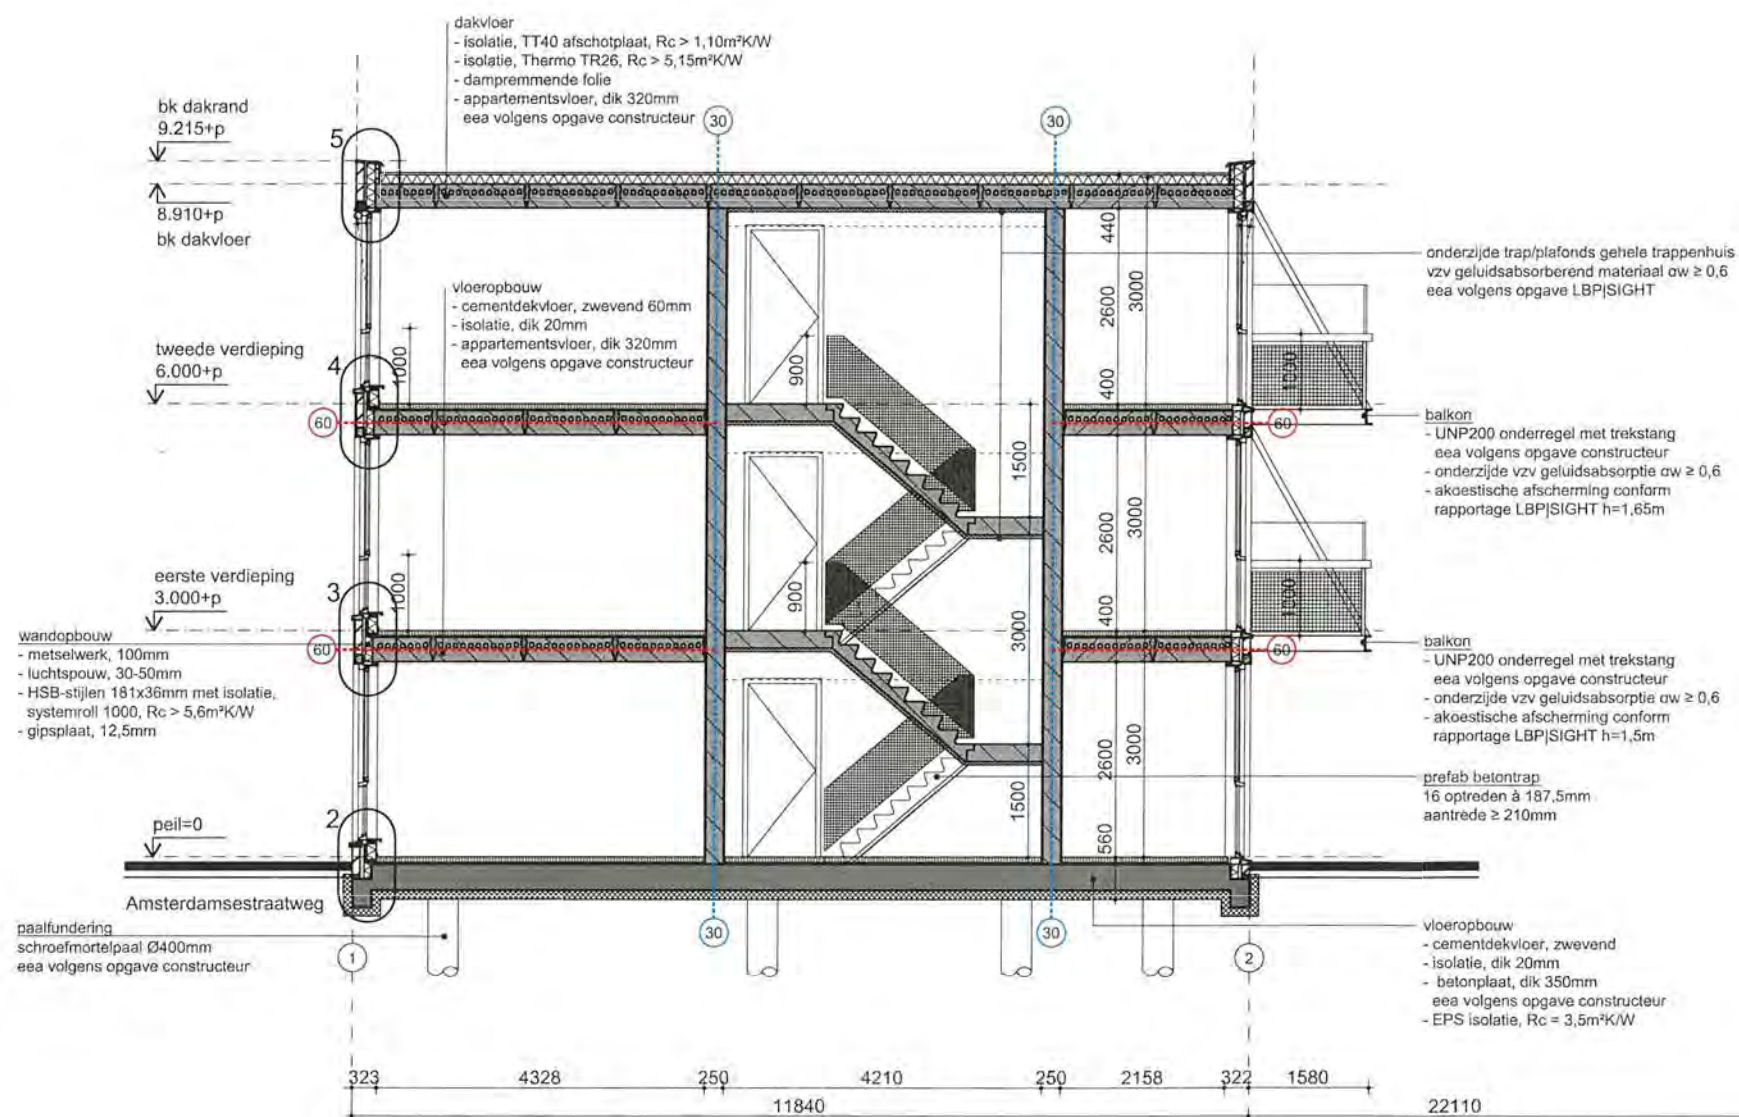 dakvloer
- isolatie, TT40 afschotplaat, Rc > 1,10m²K/W
- isolatie, Thermo TR26, Rc > 5,15m²K/W
- dampremmende folie
- appartementsvloer, dik 320mm
eea volgens opgave constructeur
bk dakrand
9.215+p
8.910+p
bk dakvloer
5
30
30
440
2600
3000
onderzijde trap/plafonds gehele trappenhuis
vzv geluidsabsorberend materiaal αw ≥ 0,6
eea volgens opgave LBP|SIGHT
vloeropbouw
- cementdekvloer, zwevend 60mm
- isolatie, dik 20mm
- appartementsvloer, dik 320mm
eea volgens opgave constructeur
tweede verdieping
6.000+p
4
1000
900
400
1000
60
60
balkon
- UNP200 onderregel met trekstang
eea volgens opgave constructeur
- onderzijde vzv geluidsabsorptie αw ≥ 0,6
- akoestische afscherming conform
rapportage LBP|SIGHT h=1,65m
1500
2600
3000
eerste verdieping
3.000+p
3
1000
900
400
1000
3000
60
60
wandopbouw
- metselwerk, 100mm
- luchtspouw, 30-50mm
- HSB-stijlen 181x36mm met isolatie,
systemroll 1000, Rc > 5,6m²K/W
- gipsplaat, 12,5mm
balkon
- UNP200 onderregel met trekstang
eea volgens opgave constructeur
- onderzijde vzv geluidsabsorptie αw ≥ 0,6
- akoestische afscherming conform
rapportage LBP|SIGHT h=1,5m
2600
3000
1500
560
prefab betontrap
16 optreden à 187,5mm
aantrede ≥ 210mm
peil=0
2
Amsterdamsestraatweg
paalfundering
schroefmortelpaal Ø400mm
eea volgens opgave constructeur
1
30
30
2
vloeropbouw
- cementdekvloer, zwevend
- isolatie, dik 20mm
- betonplaat, dik 350mm
eea volgens opgave constructeur
- EPS isolatie, Rc = 3,5m²K/W
323 4328 250 4210 250 2158 322 1580
11840 22110